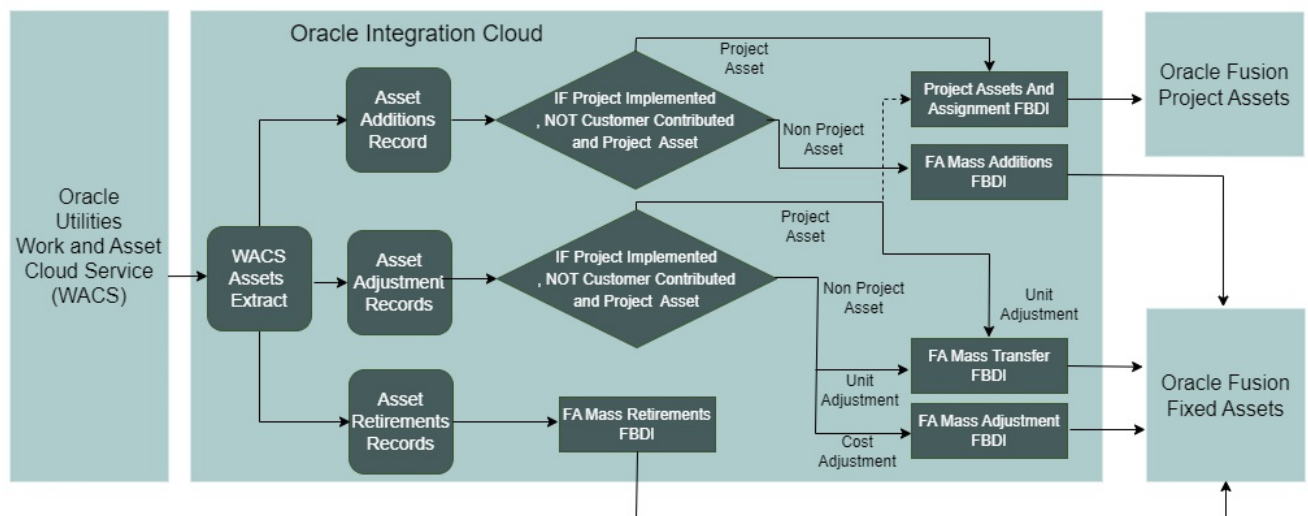 Oracle
Utilities
Work and Asset
Cloud Service
(WACS)
Oracle Integration Cloud
WACS
Assets
Extract
Asset
Additions
Record
IF Project Implemented
, NOT Customer Contributed
and Project Asset
Project
Asset
Non Project
Asset
Project Assets And
Assignment FBDI
FA Mass Additions
FBDI
Oracle Fusion
Project Assets
Asset
Adjustment
Records
IF Project Implemented
, NOT Customer Contributed
and Project Asset
Project
Asset
Non Project
Asset
Unit
Adjustment
Unit
Adjustment
Cost
Adjustment
FA Mass Transfer
FBDI
FA Mass Adjustment
FBDI
Asset
Retirements
Records
FA Mass Retirements
FBDI
Oracle Fusion
Fixed Assets